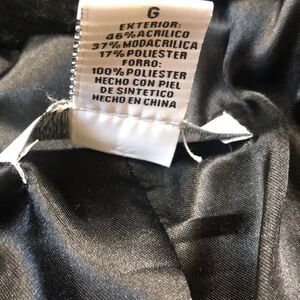 G
EXTERIOR:
46% ACRILICO
37% MODACRILICA
17% POLIESTER
FORRO:
100% POLIESTER
HECHO CON PIEL
DE SINTETICO
HECHO EN CHINA